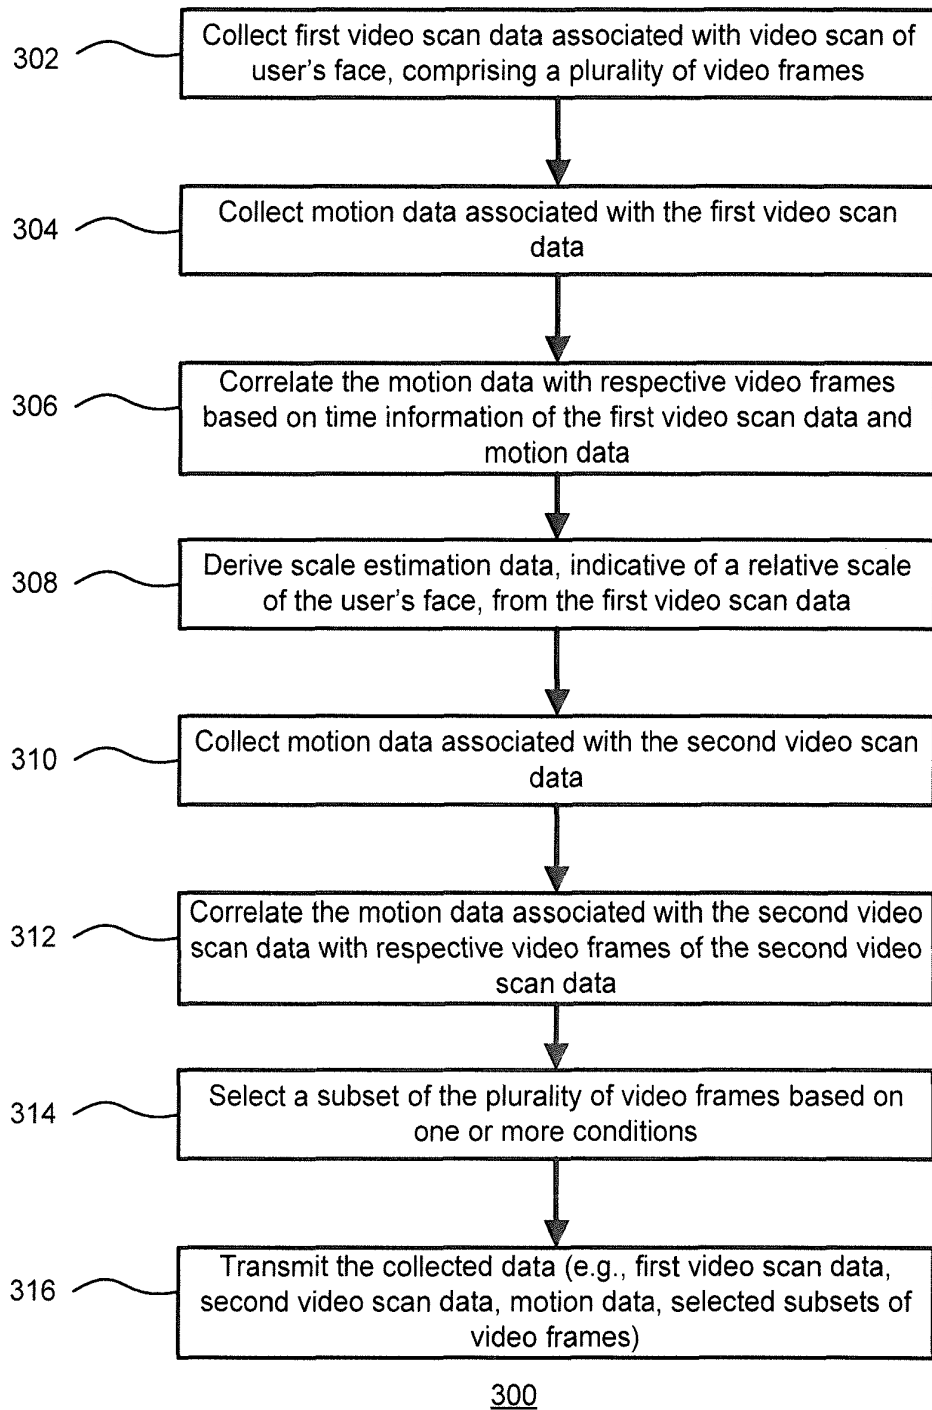 302
Collect first video scan data associated with video scan of
user's face, comprising a plurality of video frames
304
Collect motion data associated with the first video scan
data
306
Correlate the motion data with respective video frames
based on time information of the first video scan data and
motion data
308
Derive scale estimation data, indicative of a relative scale
of the user's face, from the first video scan data
310
Collect motion data associated with the second video scan
data
312
Correlate the motion data associated with the second video
scan data with respective video frames of the second video
scan data
314
Select a subset of the plurality of video frames based on
one or more conditions
316
Transmit the collected data (e.g., first video scan data,
second video scan data, motion data, selected subsets of
video frames)
300